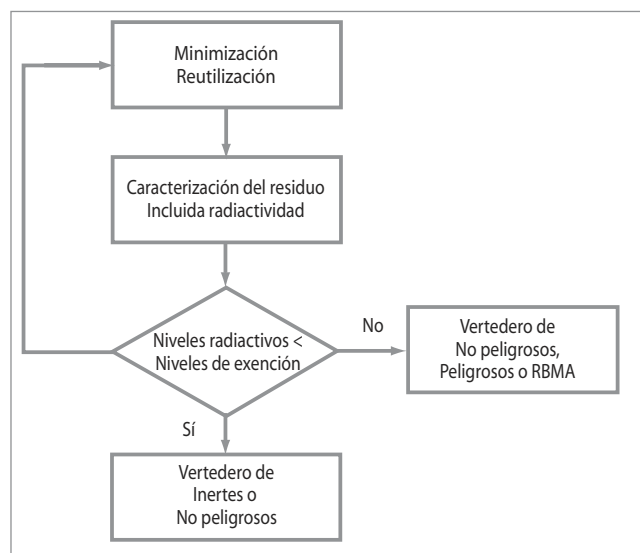 Minimización
Reutilización
Caracterización del residuo
Incluida radiactividad
Niveles radiactivos <
Niveles de exención
No
Vertedero de
No peligrosos,
Peligrosos o RBMA
Sí
Vertedero de
Inertes o
No peligrosos